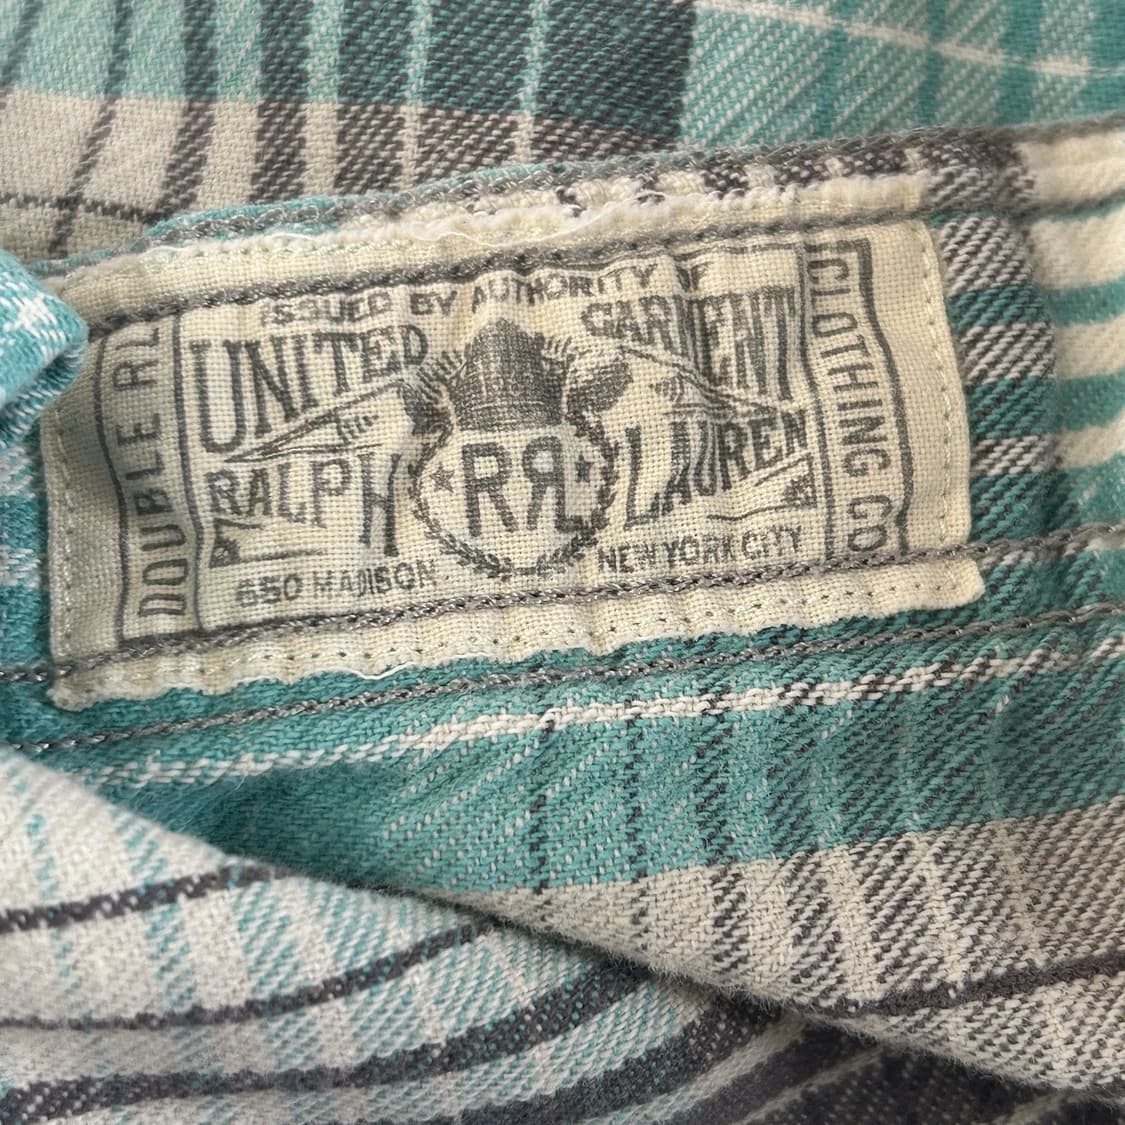 DOUBLE RL
ISSUED BY AUTHORITY OF
UNITED GARMENT
RALPH LAUREN
RRL
650 MADISON NEW YORK CITY
CLOTHING CO